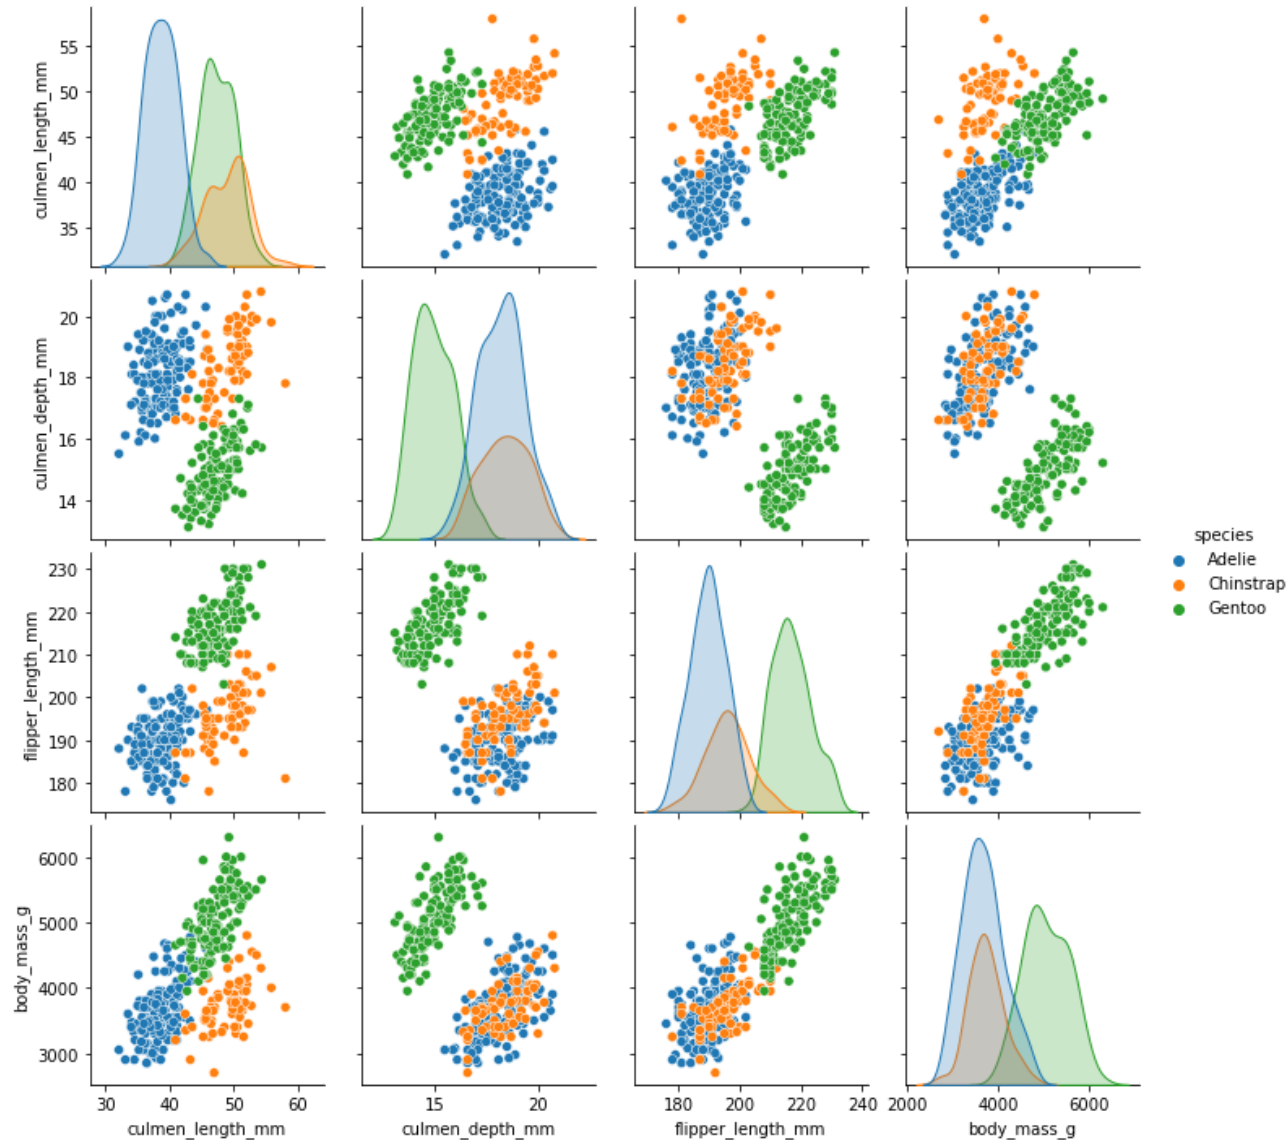 culmen_length_mm
55
50
45
40
35
culmen_depth_mm
20
18
16
14
species
Adelie
Chinstrap
Gentoo
flipper_length_mm
230
220
210
200
190
180
body_mass_g
6000
5000
4000
3000
30 40 50 60 15 20 180 200 220 240 2000 4000 6000
culmen_length_mm culmen_depth_mm flipper_length_mm body_mass_g